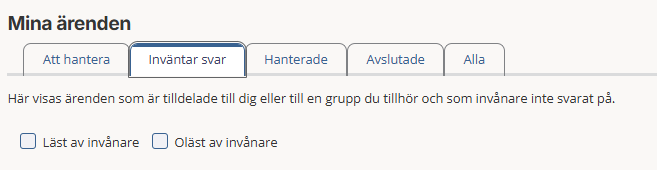 Mina ärenden
Att hantera Inväntar svar Hanterade Avslutade Alla
Här visas ärenden som är tilldelade till dig eller till en grupp du tillhör och som invånare inte svarat på.
Läst av invånare Oläst av invånare